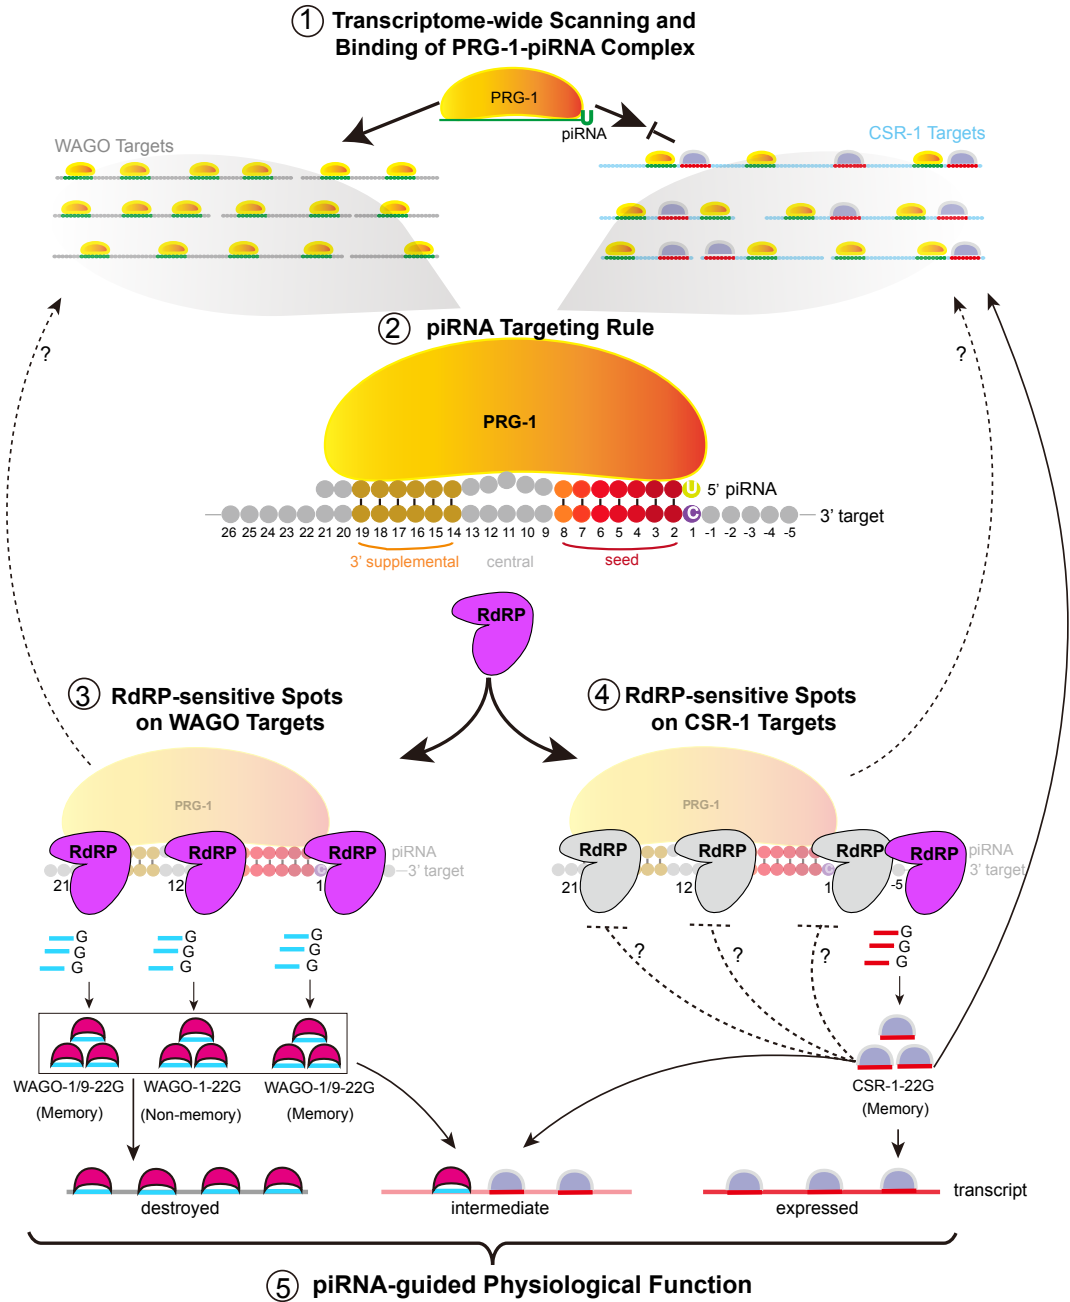 1 Transcriptome-wide Scanning and
Binding of PRG-1-piRNA Complex
PRG-1
U
piRNA
WAGO Targets
CSR-1 Targets
2 piRNA Targeting Rule
?
?
PRG-1
U 5’ piRNA
C 3’ target
26 25 24 23 22 21 20 19 18 17 16 15 14 13 12 11 10 9 8 7 6 5 4 3 2 1 -1 -2 -3 -4 -5
3’ supplemental central seed
RdRP
3 RdRP-sensitive Spots
on WAGO Targets
4 RdRP-sensitive Spots
on CSR-1 Targets
PRG-1
RdRP RdRP RdRP piRNA
C 3’ target
21 12 1
PRG-1
RdRP RdRP RdRP RdRP piRNA
C 3’ target
21 12 1 -5
G G G
G G G
G G G
G
G
G
? ? ?
WAGO-1/9-22G WAGO-1-22G WAGO-1/9-22G
(Memory) (Non-memory) (Memory)
CSR-1-22G
(Memory)
transcript
destroyed intermediate expressed
5 piRNA-guided Physiological Function